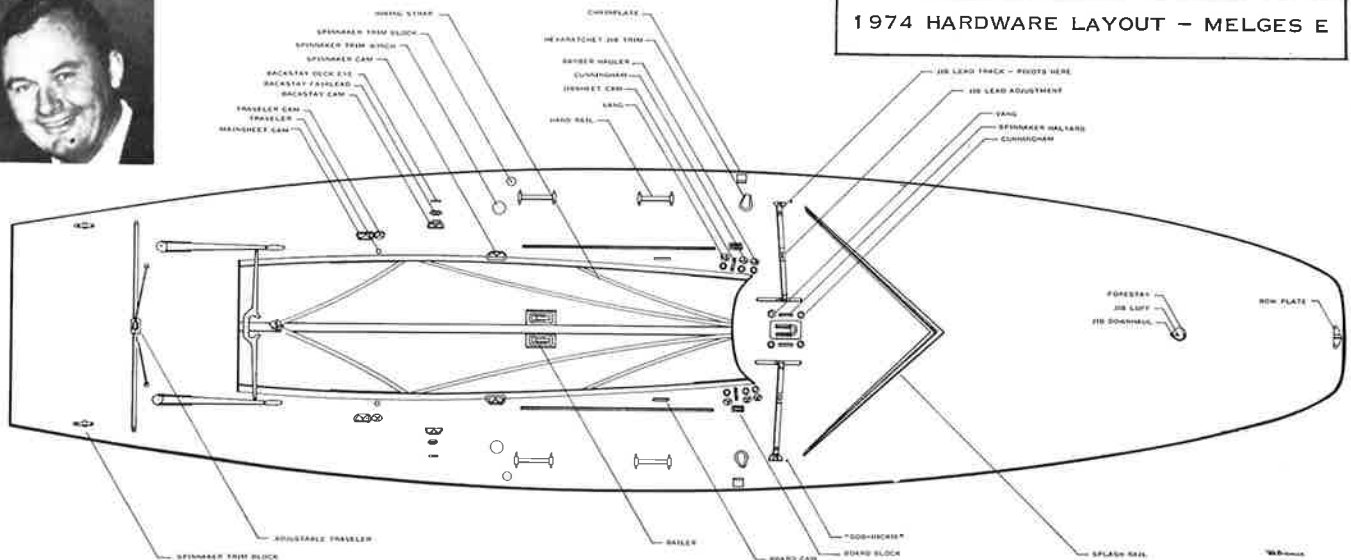 1974 HARDWARE LAYOUT - MELGES E
HIKING STRAP
SPINNAKER TRIM BLOCK
SPINNAKER TRIM WINCH
SPINNAKER CAM
BACKSTAY DECK EYE
BACKSTAY FAIRLEAD
BACKSTAY CAM
TRAVELER CAM
TRAVELER
MAINSHEET CAM
CHAINPLATE
HEXARATCHET JIB TRIM
BARBER HAULER
CUNNINGHAM
JIBSHEET CAM
VANG
HAND RAIL
JIB LEAD TRACK - PIVOTS HERE
JIB LEAD ADJUSTMENT
VANG
SPINNAKER HALYARD
CUNNINGHAM
FORESTAY
JIB LUFF
JIB DOWNHAUL
BOW PLATE
SPINNAKER TRIM BLOCK
ADJUSTABLE TRAVELER
BAILER
BOARD CAM
BOARD BLOCK
SPLASH RAIL